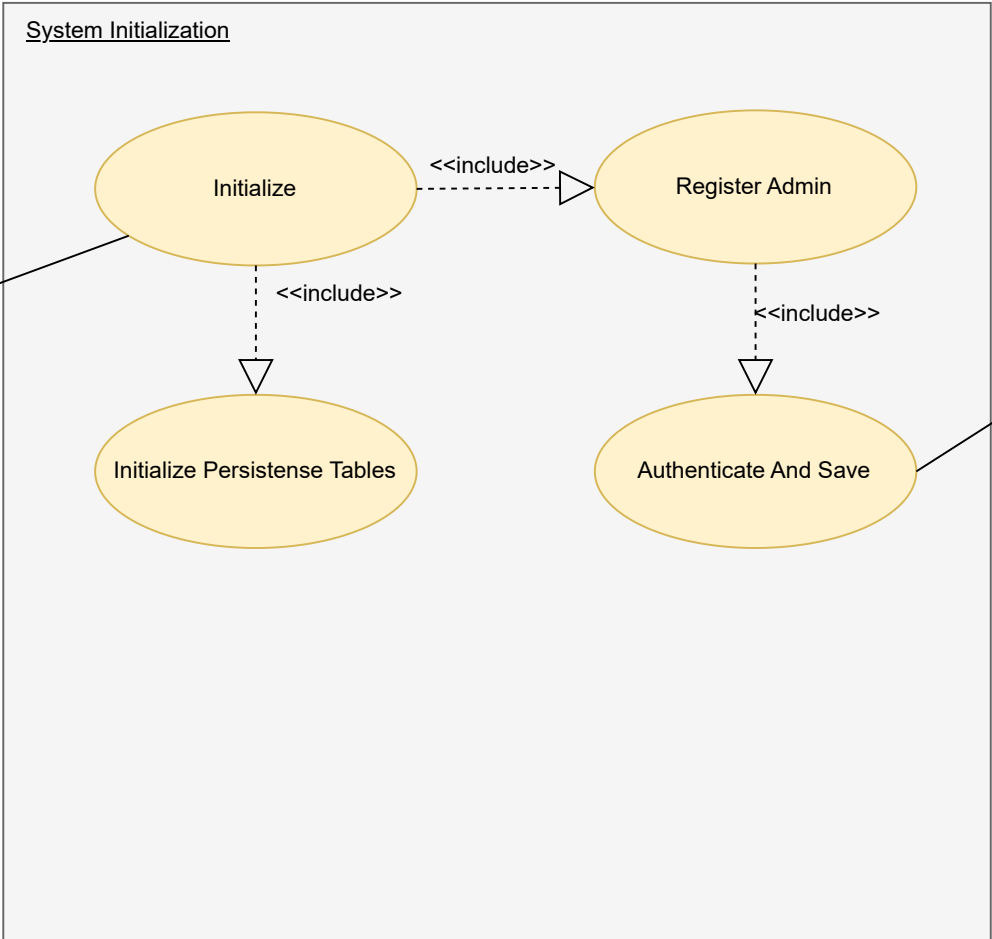 System Initialization
<<include>>
Initialize
Register Admin
<<include>>
<<include>>
Initialize Persistense Tables
Authenticate And Save